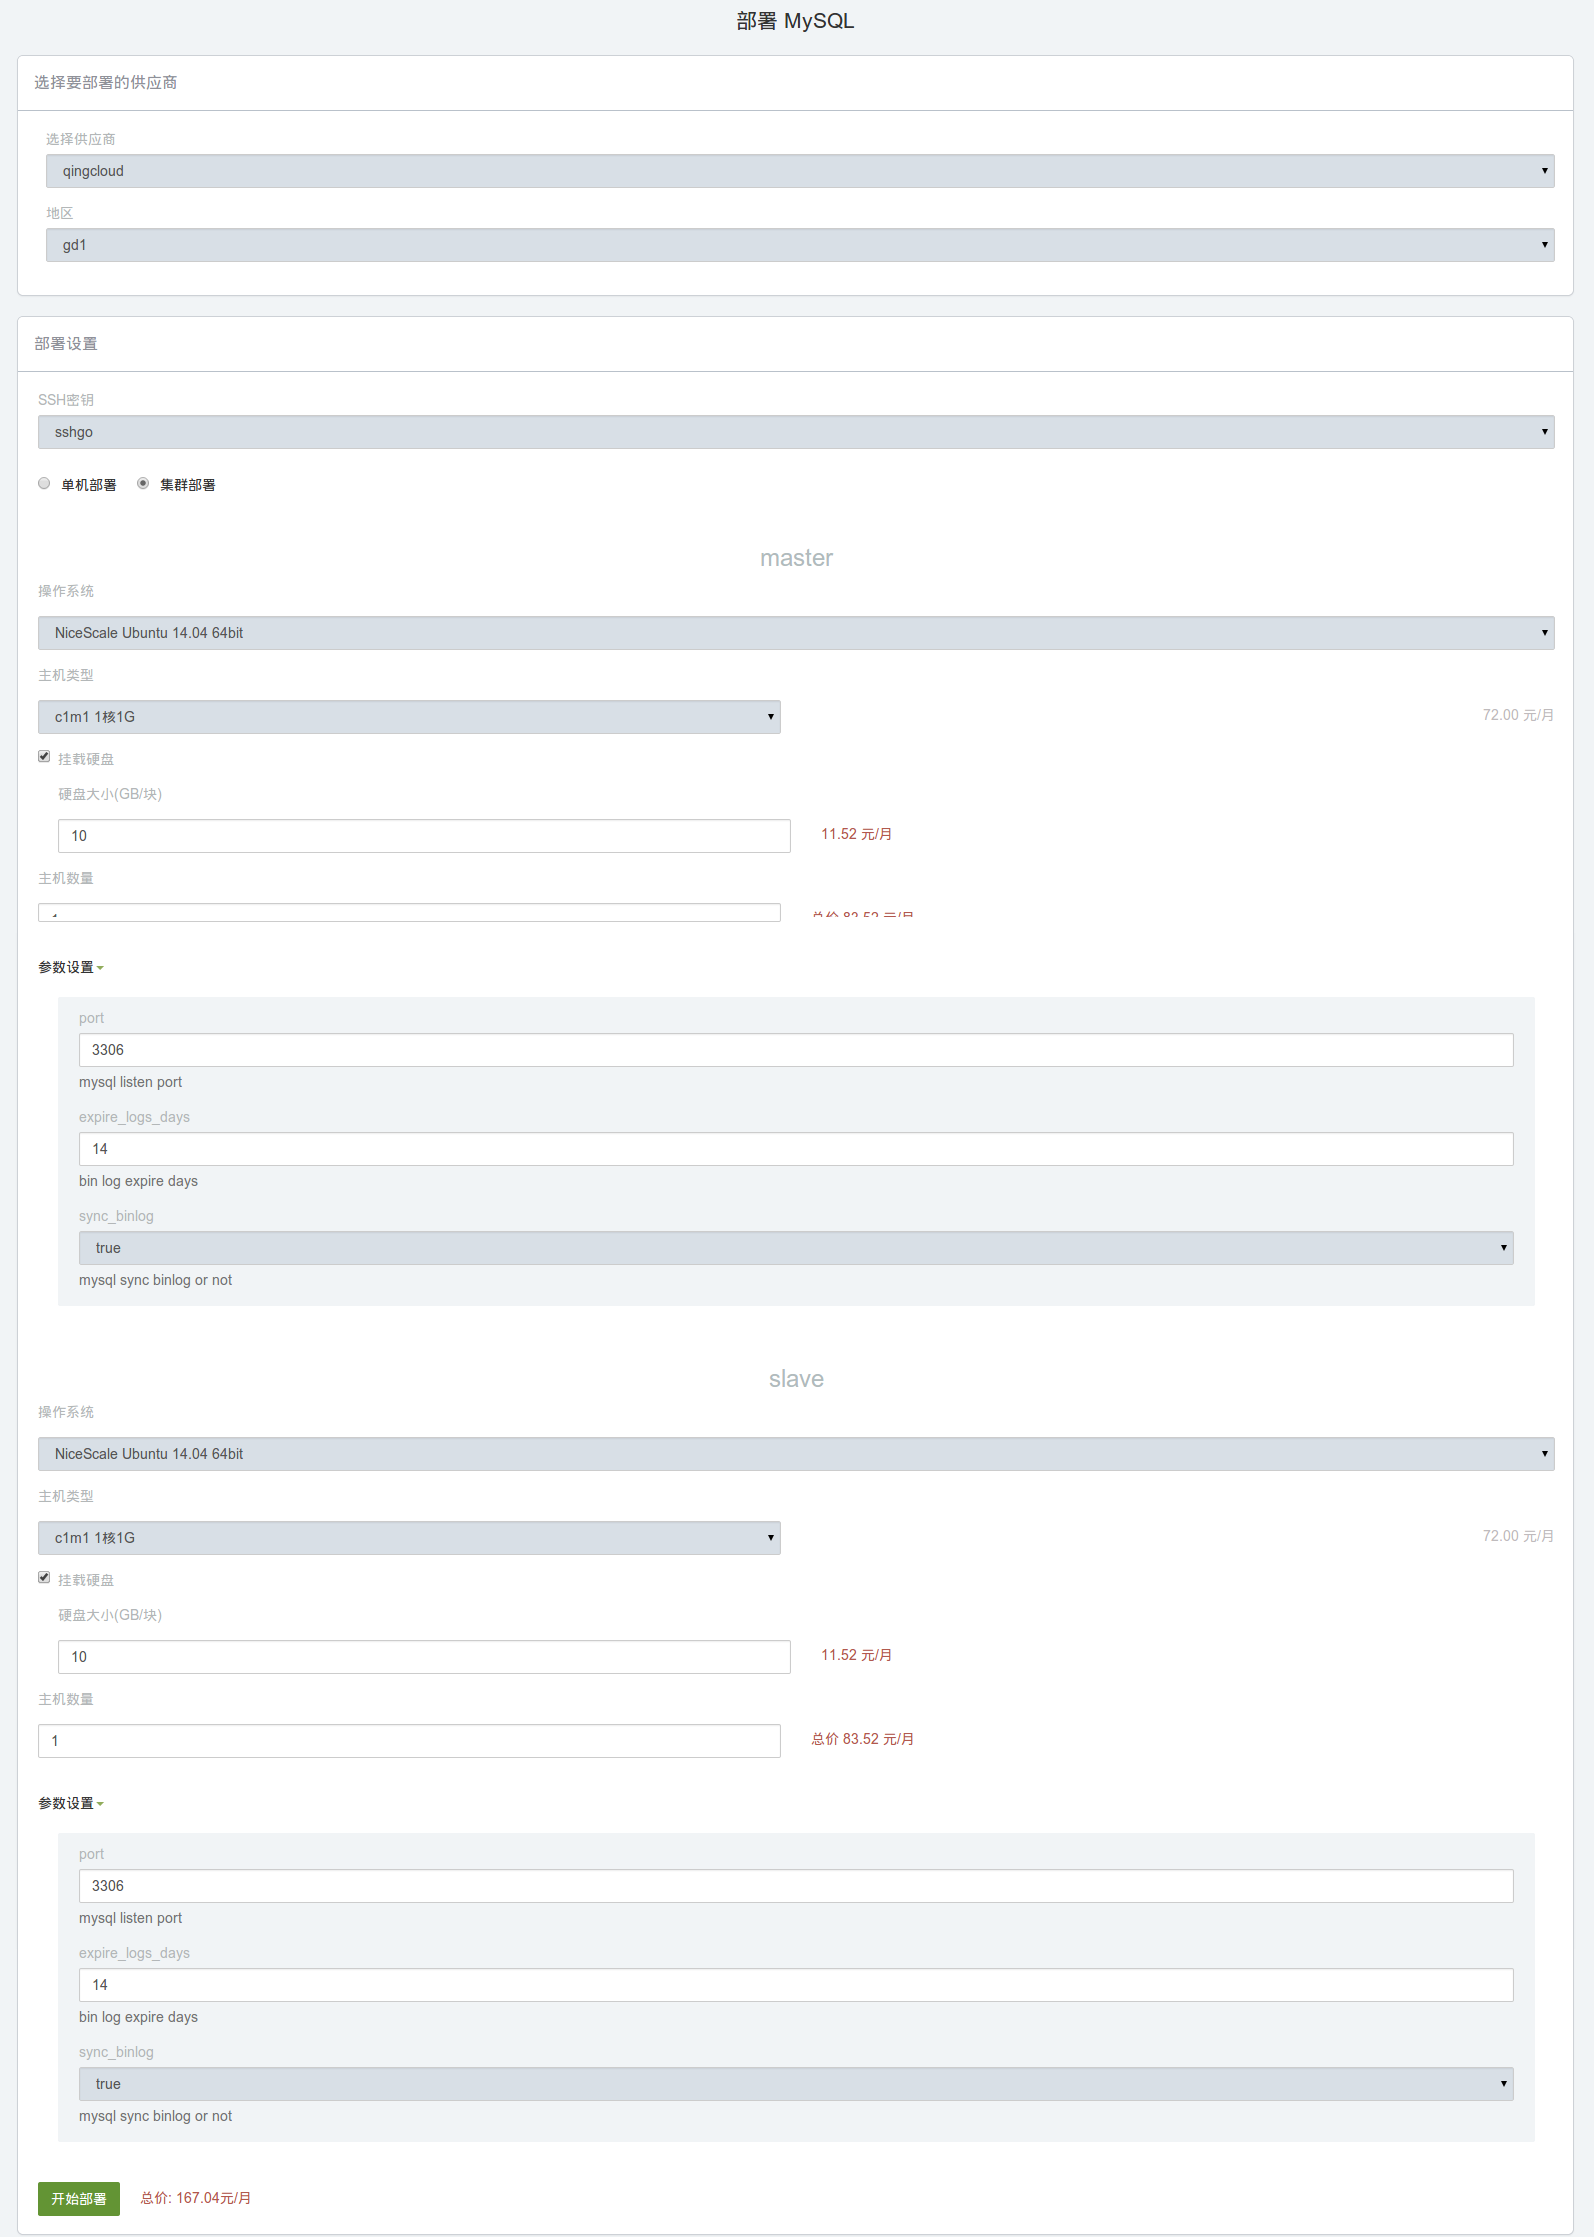 部署 MySQL
选择要部署的供应商
选择供应商
qingcloud
地区
gd1
部署设置
SSH密钥
sshgo
单机部署 集群部署
master
操作系统
NiceScale Ubuntu 14.04 64bit
主机类型
c1m1 1核1G 72.00 元/月
挂载硬盘
硬盘大小(GB/块)
10 11.52 元/月
主机数量
总价 83.52 元/月
参数设置
port
3306
mysql listen port
expire_logs_days
14
bin log expire days
sync_binlog
true
mysql sync binlog or not
slave
操作系统
NiceScale Ubuntu 14.04 64bit
主机类型
c1m1 1核1G 72.00 元/月
挂载硬盘
硬盘大小(GB/块)
10 11.52 元/月
主机数量
1 总价 83.52 元/月
参数设置
port
3306
mysql listen port
expire_logs_days
14
bin log expire days
sync_binlog
true
mysql sync binlog or not
开始部署 总价: 167.04元/月